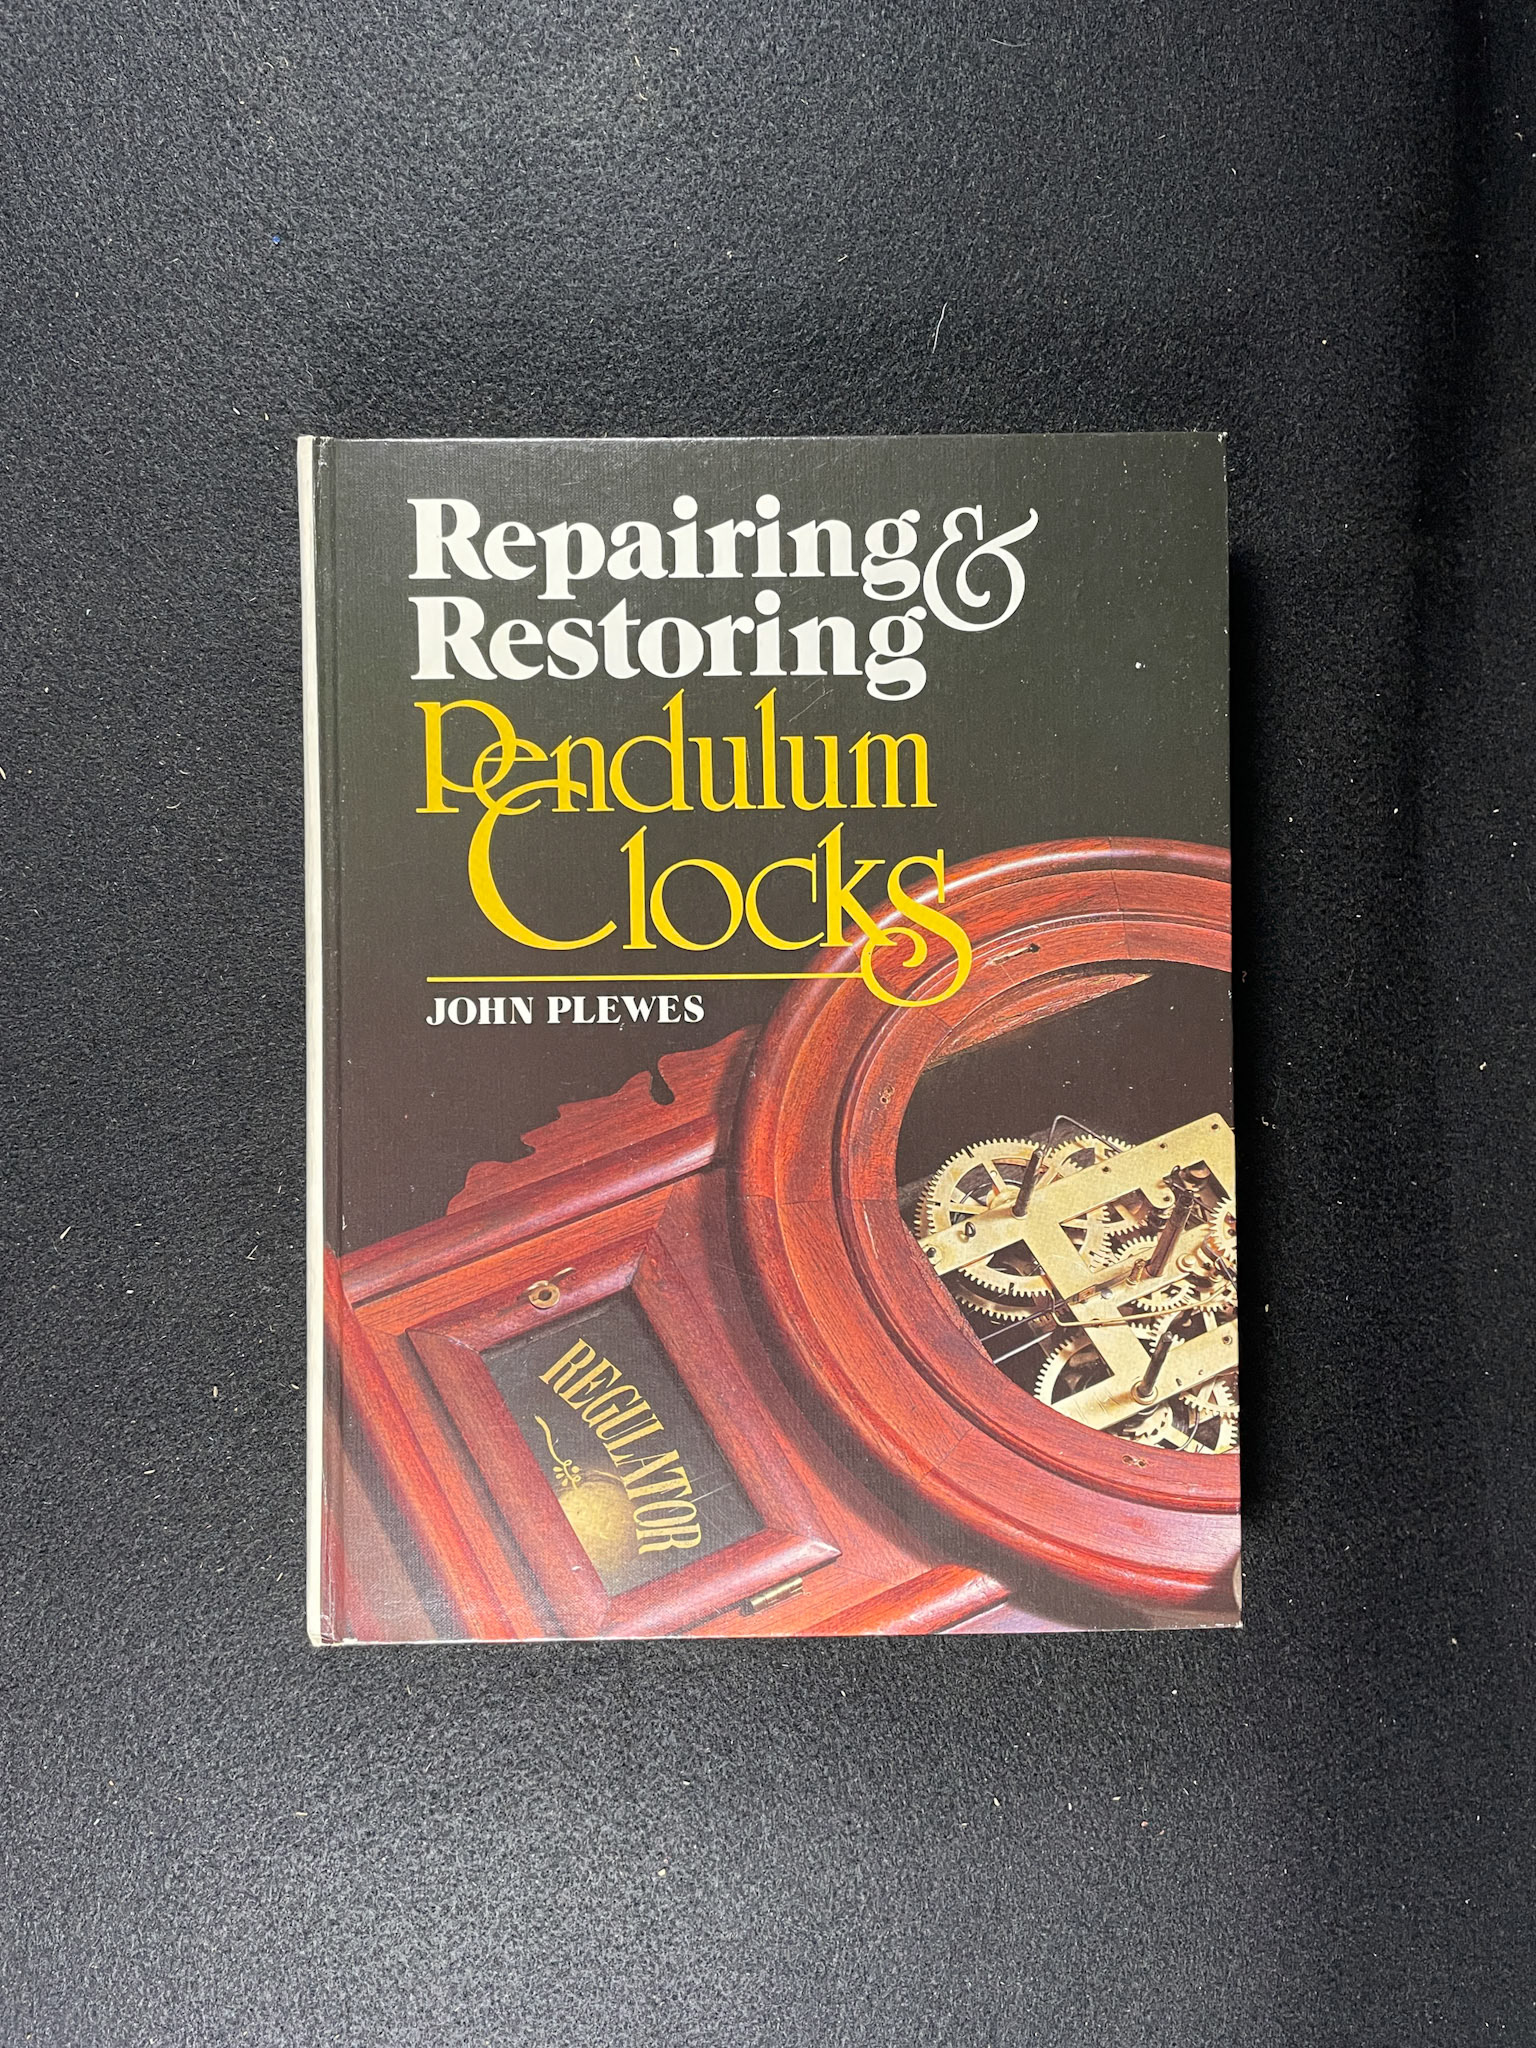 Repairing &
Restoring
Pendulum
Clocks
JOHN PLEWES
REGULATOR